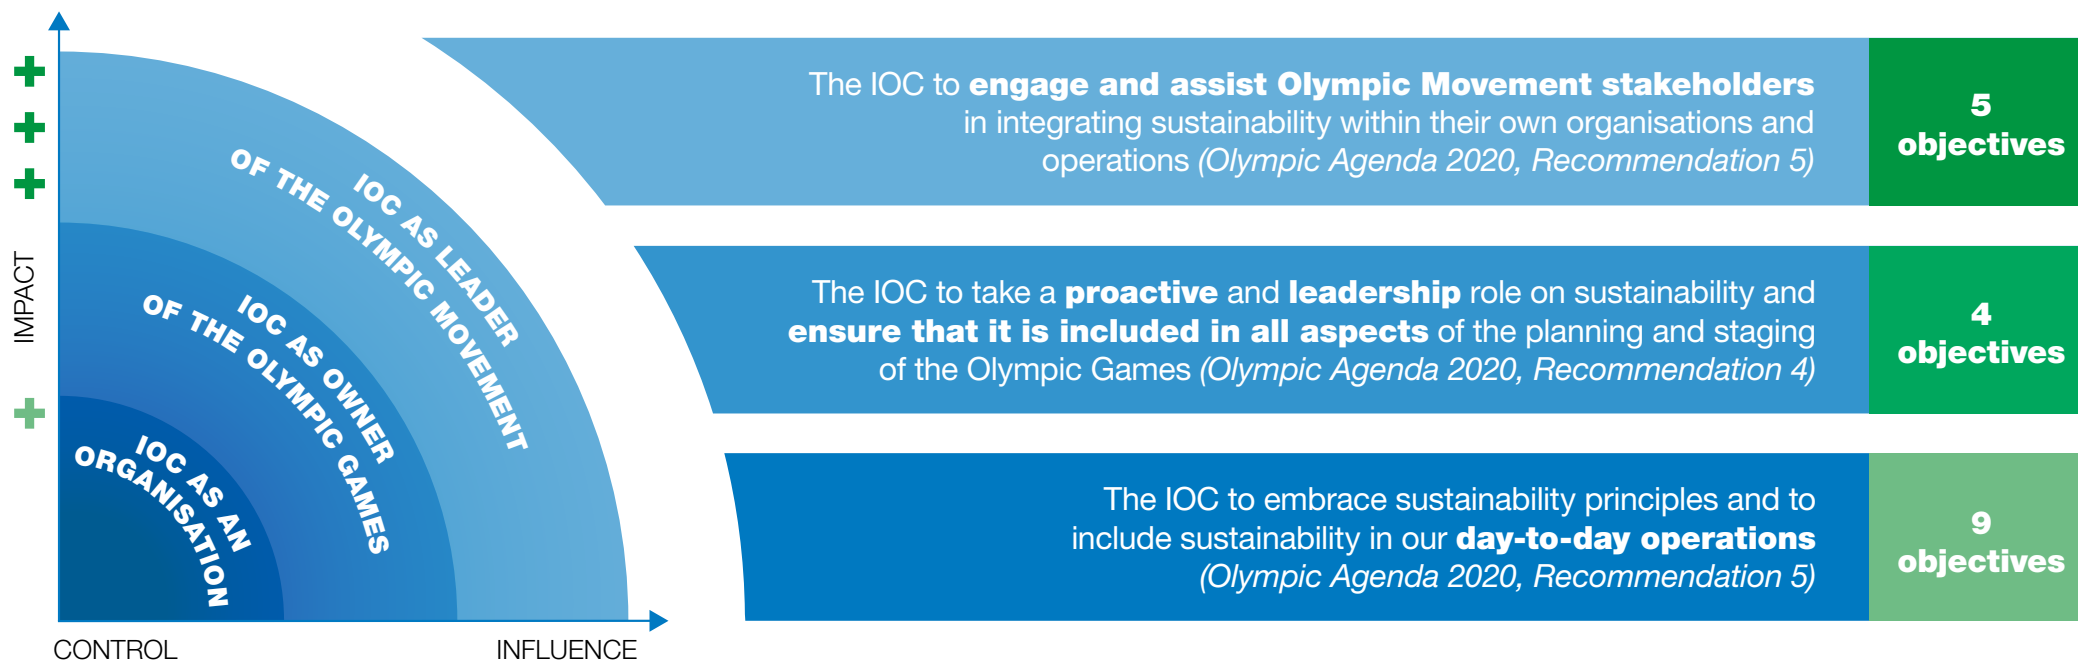 IMPACT
CONTROL
INFLUENCE
IOC AS LEADER
OF THE OLYMPIC MOVEMENT
IOC AS OWNER
OF THE OLYMPIC GAMES
IOC AS AN
ORGANISATION
The IOC to engage and assist Olympic Movement stakeholders
in integrating sustainability within their own organisations and
operations (Olympic Agenda 2020, Recommendation 5)
5
objectives
The IOC to take a proactive and leadership role on sustainability and
ensure that it is included in all aspects of the planning and staging
of the Olympic Games (Olympic Agenda 2020, Recommendation 4)
4
objectives
The IOC to embrace sustainability principles and to
include sustainability in our day-to-day operations
(Olympic Agenda 2020, Recommendation 5)
9
objectives